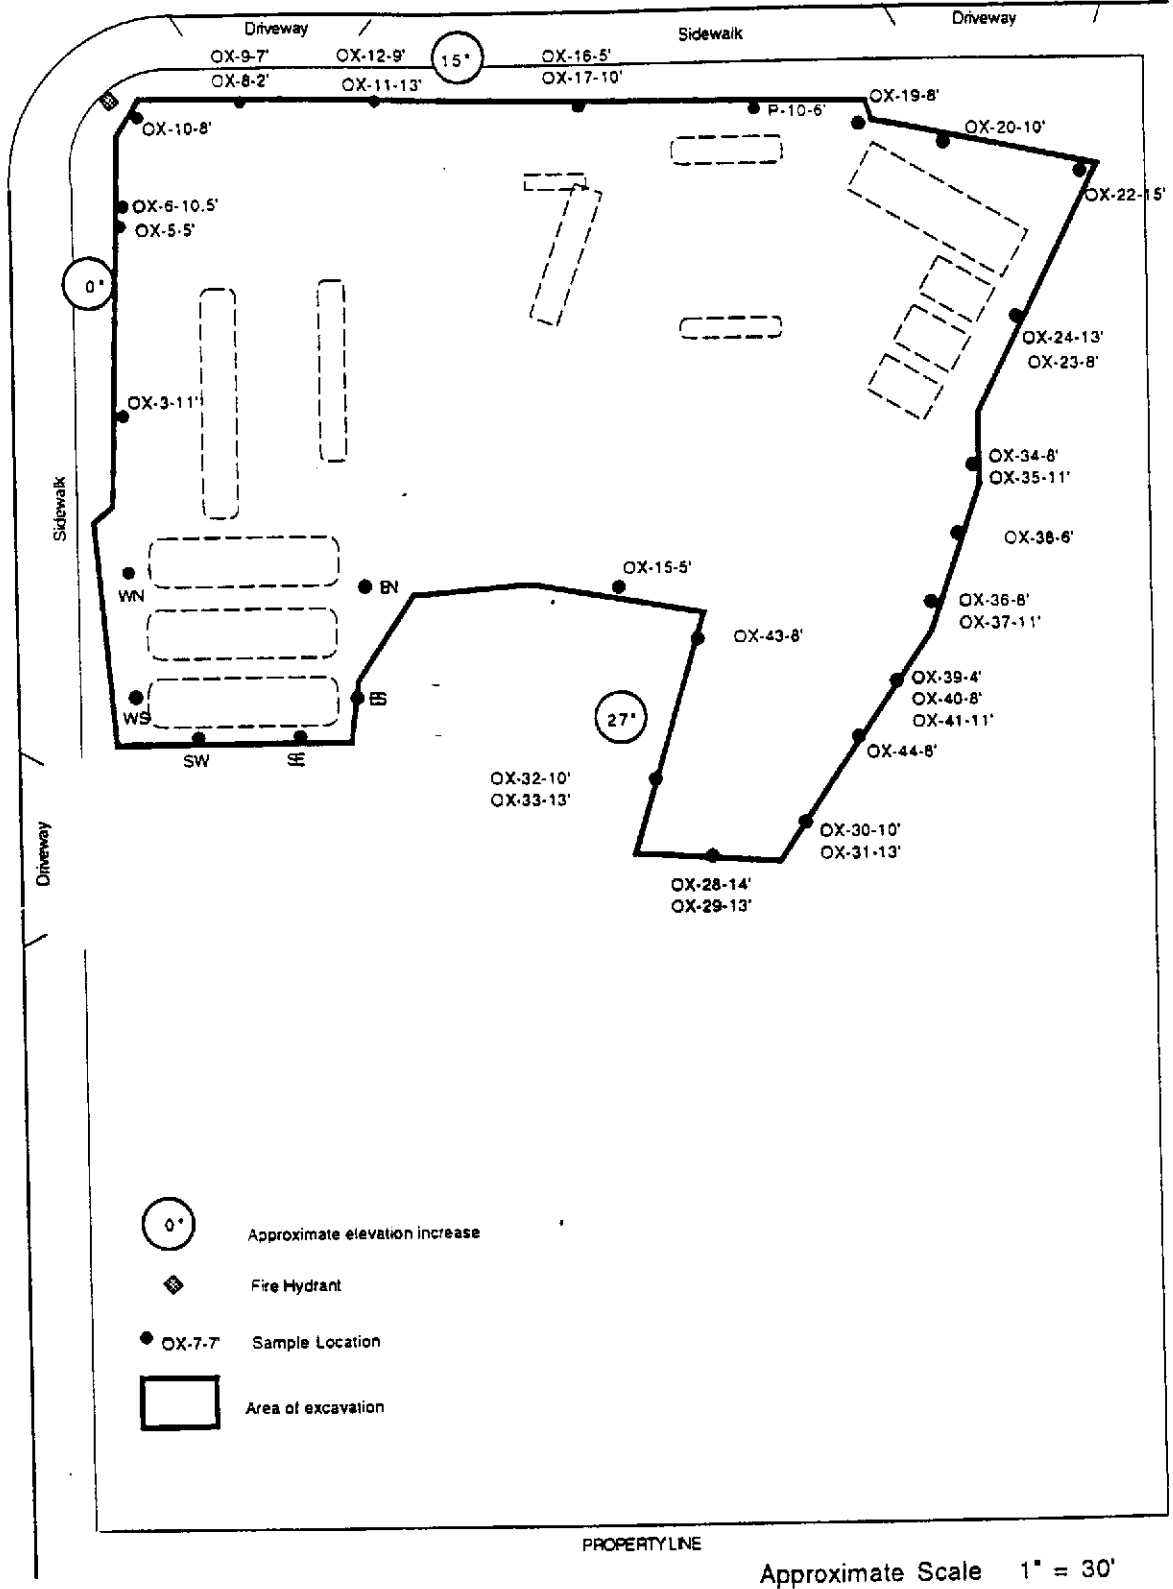 Driveway
Driveway
Sidewalk
OX-9-7'
OX-8-2'
OX-12-9'
OX-11-13'
15"
OX-16-5'
OX-17-10'
P-10-6'
OX-19-8'
OX-20-10'
OX-22-15'
OX-10-8'
OX-6-10.5'
OX-5-5'
0"
OX-24-13'
OX-23-8'
OX-3-11'
OX-34-8'
OX-35-11'
Sidewalk
OX-38-6'
WN
EN
OX-15-5'
OX-36-8'
OX-37-11'
OX-43-8'
OX-39-4'
OX-40-8'
OX-41-11'
WS
ES
27"
OX-44-8'
SW
SE
OX-32-10'
OX-33-13'
OX-30-10'
OX-31-13'
Driveway
OX-28-14'
OX-29-13'
0"
Approximate elevation increase
Fire Hydrant
OX-7-7'
Sample Location
Area of excavation
PROPERTY LINE
Approximate Scale 1" = 30'